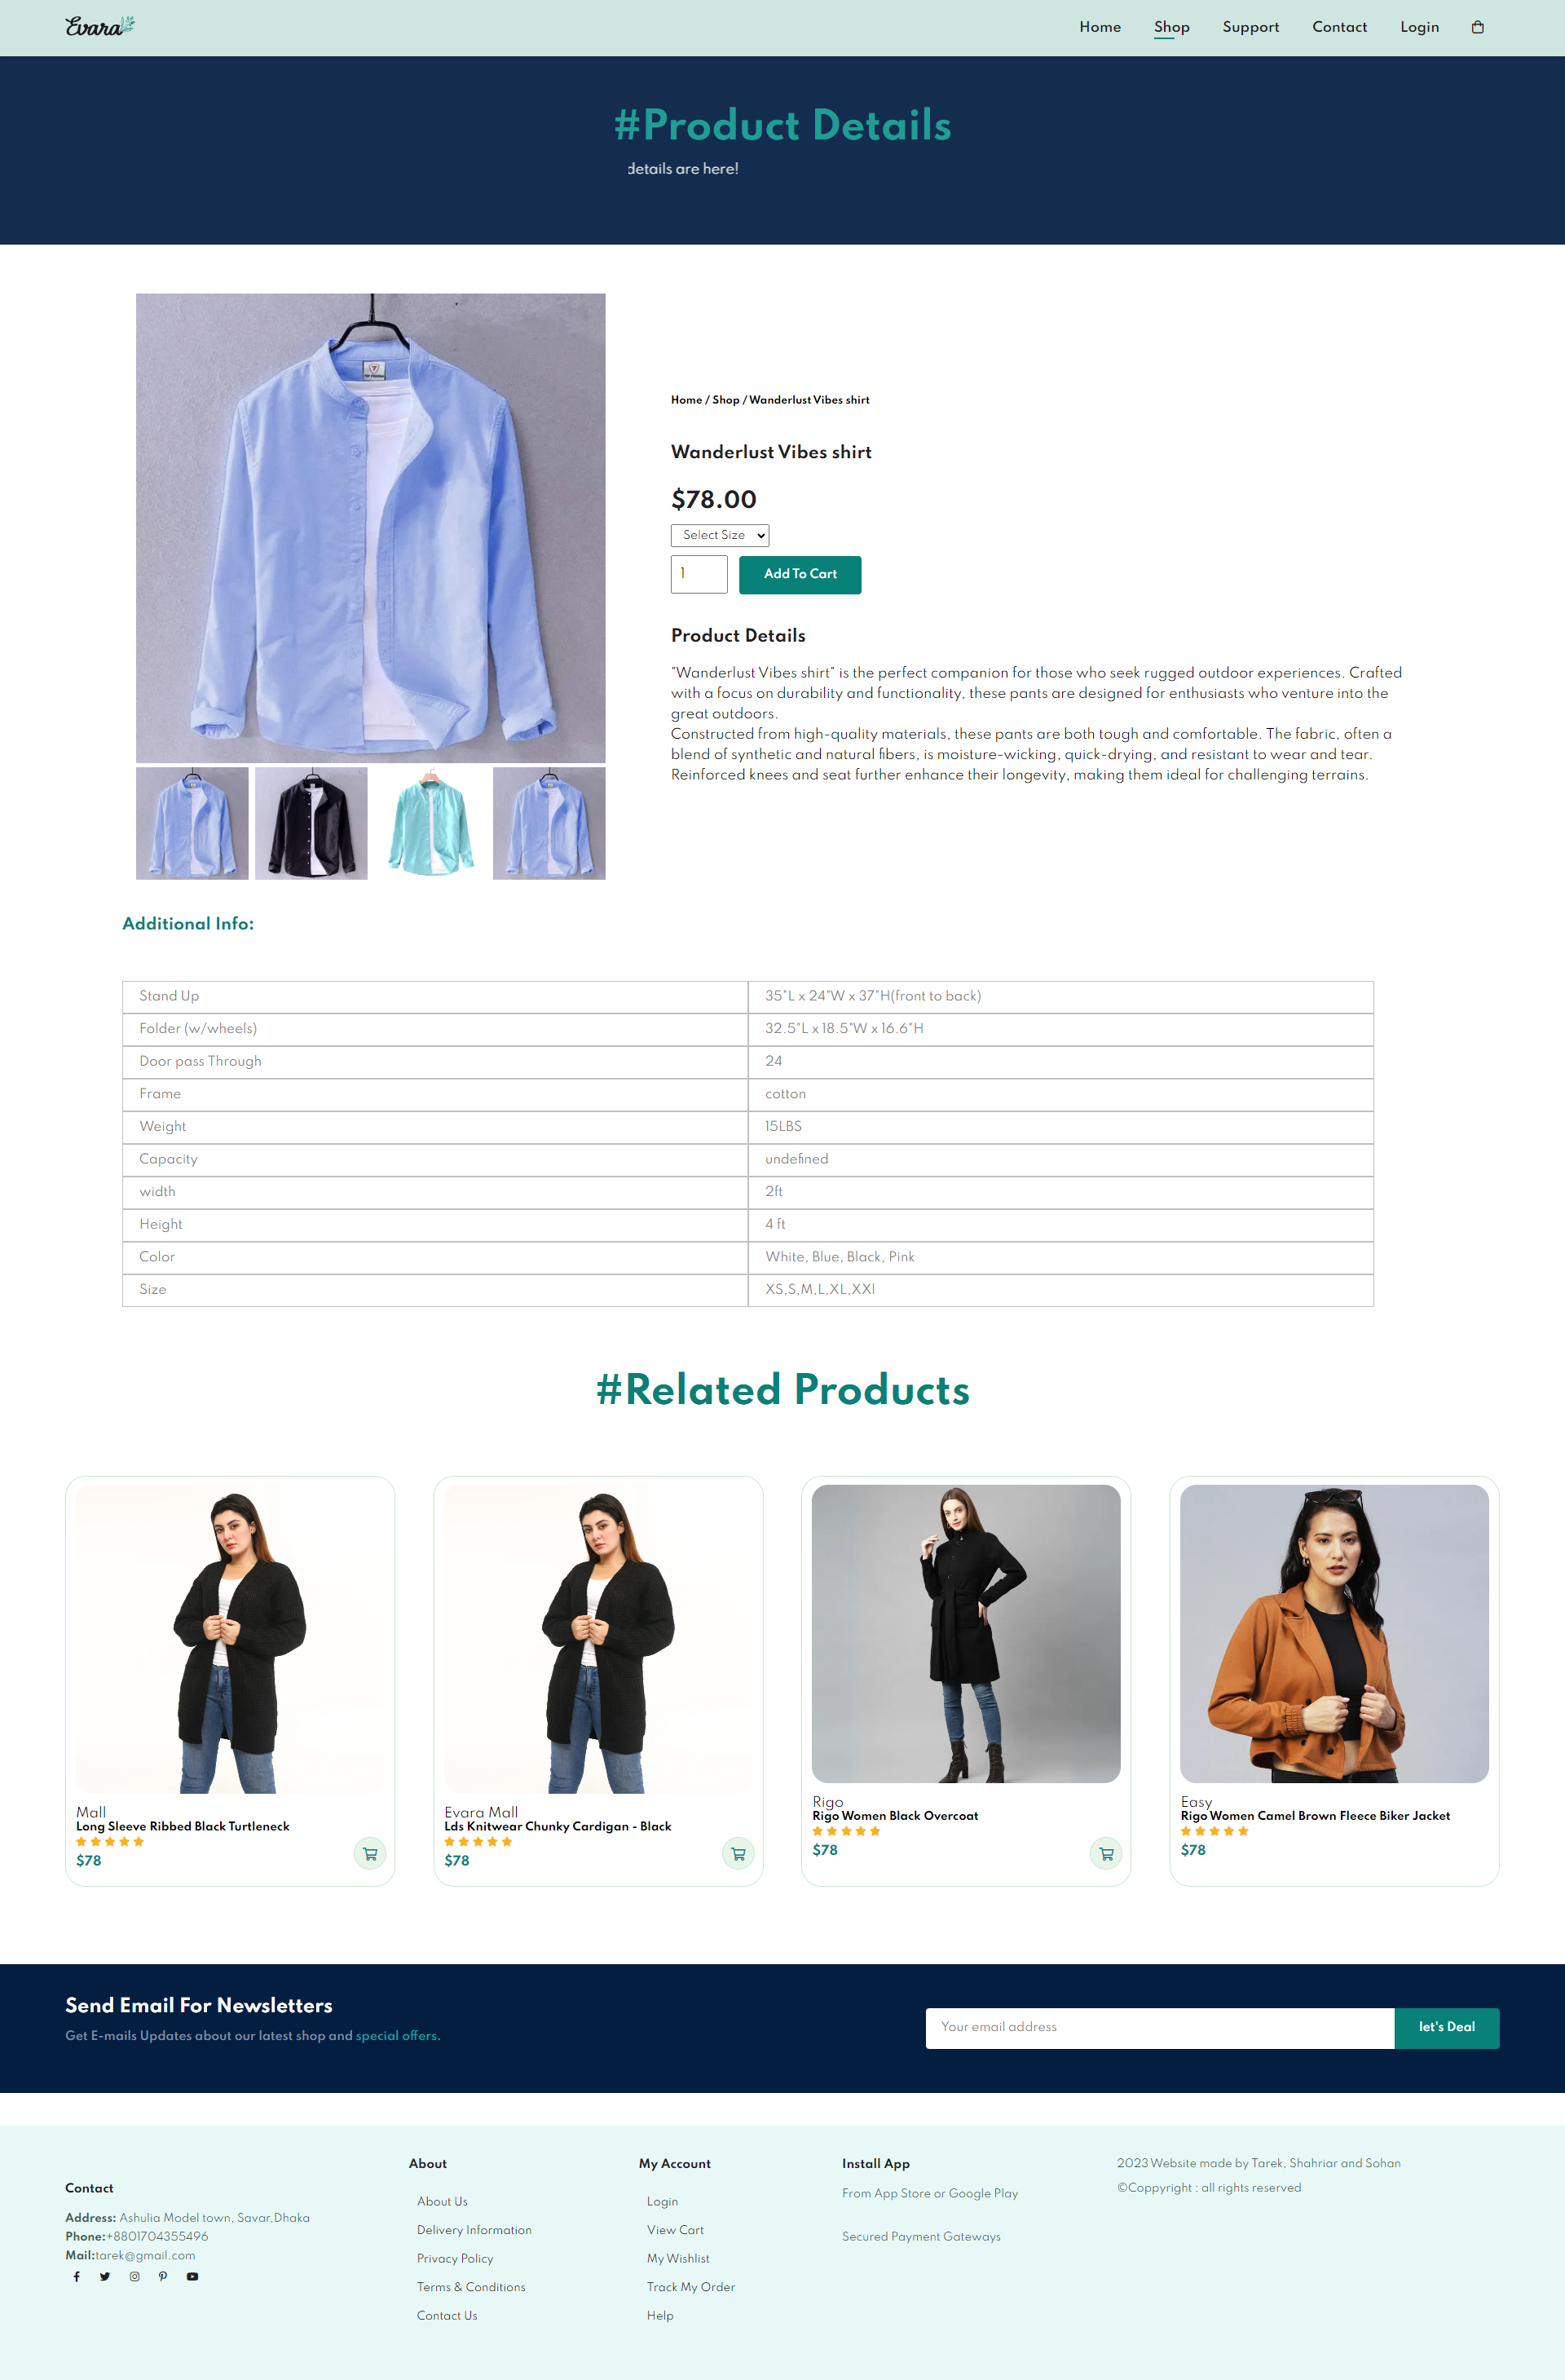 Evara
Home Shop Support Contact Login
#Product Details
details are here!
Home / Shop / Wanderlust Vibes shirt
Wanderlust Vibes shirt
$78.00
Select Size
1
Add To Cart
Product Details
"Wanderlust Vibes shirt" is the perfect companion for those who seek rugged outdoor experiences. Crafted
with a focus on durability and functionality, these pants are designed for enthusiasts who venture into the
great outdoors.
Constructed from high-quality materials, these pants are both tough and comfortable. The fabric, often a
blend of synthetic and natural fibers, is moisture-wicking, quick-drying, and resistant to wear and tear.
Reinforced knees and seat further enhance their longevity, making them ideal for challenging terrains.
Additional Info:
Stand Up 35"L x 24"W x 37"H(front to back)
Folder (w/wheels) 32.5"L x 18.5"W x 16.6"H
Door pass Through 24
Frame cotton
Weight 15LBS
Capacity undefined
width 2ft
Height 4 ft
Color White, Blue, Black, Pink
Size XS,S,M,L,XL,XXl
#Related Products
Mall
Long Sleeve Ribbed Black Turtleneck
$78
Evara Mall
Lds Knitwear Chunky Cardigan - Black
$78
Rigo
Rigo Women Black Overcoat
$78
Easy
Rigo Women Camel Brown Fleece Biker Jacket
$78
Send Email For Newsletters
Get E-mails Updates about our latest shop and special offers.
Your email address
let's Deal
Contact
Address: Ashulia Model town, Savar,Dhaka
Phone:+8801704355496
Mail:tarek@gmail.com
About
About Us
Delivery Information
Privacy Policy
Terms & Conditions
Contact Us
My Account
Login
View Cart
My Wishlist
Track My Order
Help
Install App
From App Store or Google Play
Secured Payment Gateways
2023 Website made by Tarek, Shahriar and Sohan
©Coppyright : all rights reserved